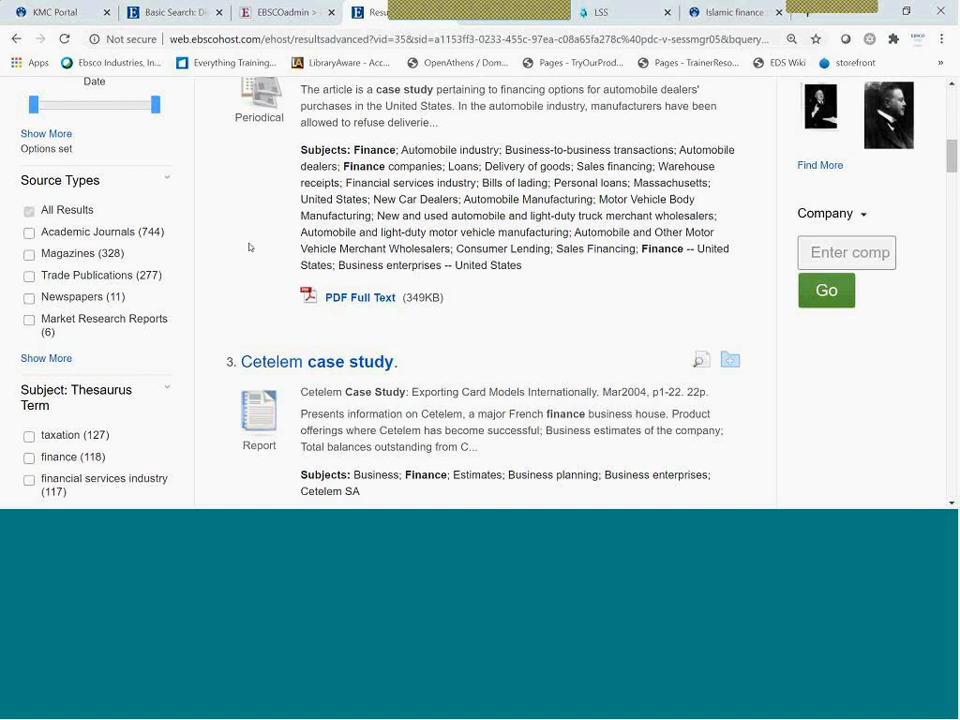 KMC Portal
Basic Search: D
EBSCOadmin >
Resu
LSS
Islamic finance
Not secure
web.ebscohost.com/ehost/resultsadvanced?vid=35&sid=a1153ff3-0233-455c-97ea-c08a65fa278c%40pdc-v-sessmgr05&bquery...
Apps
Ebsco Industries, In...
Everything Training...
LibraryAware - Acc...
OpenAthens / Dom...
Pages - TryOurProd...
Pages - TrainerReso...
EDS Wiki
storefront
»
Date
Show More
Options set
Source Types
All Results
Academic Journals (744)
Magazines (328)
Trade Publications (277)
Newspapers (11)
Market Research Reports
(6)
Show More
Subject: Thesaurus
Term
taxation (127)
finance (118)
financial services industry
(117)
Periodical
The article is a case study pertaining to financing options for automobile dealers'
purchases in the United States. In the automobile industry, manufacturers have been
allowed to refuse deliverie...
Subjects: Finance; Automobile industry; Business-to-business transactions; Automobile
dealers; Finance companies; Loans; Delivery of goods; Sales financing; Warehouse
receipts; Financial services industry; Bills of lading; Personal loans; Massachusetts;
United States; New Car Dealers; Automobile Manufacturing; Motor Vehicle Body
Manufacturing; New and used automobile and light-duty truck merchant wholesalers;
Automobile and light-duty motor vehicle manufacturing; Automobile and Other Motor
Vehicle Merchant Wholesalers; Consumer Lending; Sales Financing; Finance -- United
States; Business enterprises -- United States
PDF Full Text (349KB)
3. Cetelem case study.
Report
Cetelem Case Study: Exporting Card Models Internationally. Mar2004, p1-22. 22p.
Presents information on Cetelem, a major French finance business house. Product
offerings where Cetelem has become successful; Business estimates of the company;
Total balances outstanding from C...
Subjects: Business; Finance; Estimates; Business planning; Business enterprises;
Cetelem SA
Find More
Company
Enter comp
Go